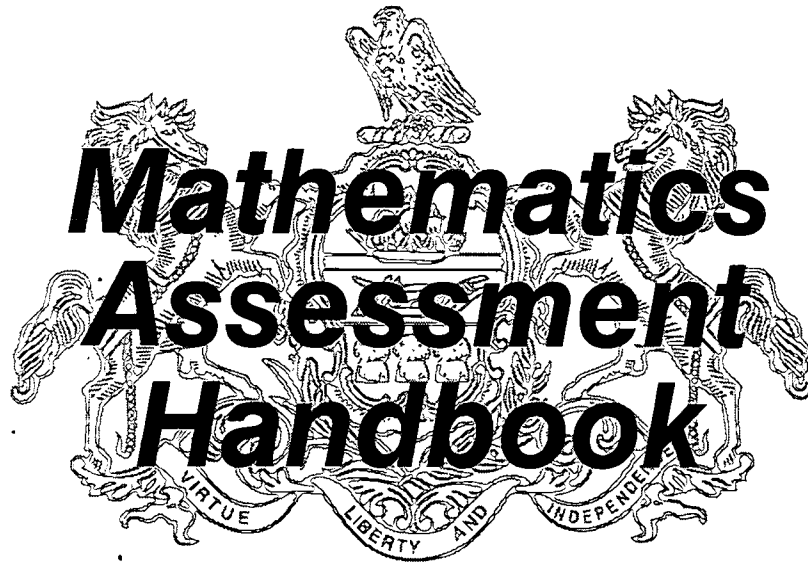 Mathematics
Assessment
Handbook
VIRTUE LIBERTY AND INDEPENDENCE